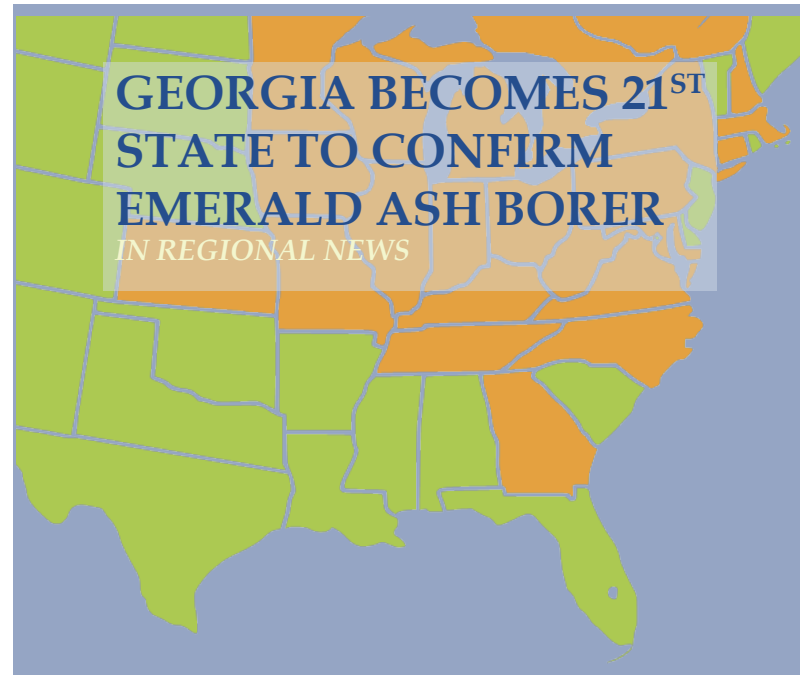 GEORGIA BECOMES 21ST
STATE TO CONFIRM
EMERALD ASH BORER
IN REGIONAL NEWS